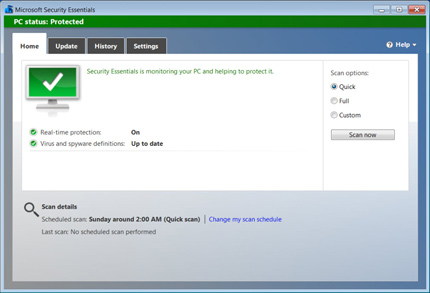 Microsoft Security Essentials
PC status: Protected
Home Update History Settings Help
Security Essentials is monitoring your PC and helping to protect it.
Scan options:
Quick
Full
Custom
Scan now
Real-time protection: On
Virus and spyware definitions: Up to date
Scan details
Scheduled scan: Sunday around 2:00 AM (Quick scan) Change my scan schedule
Last scan: No scheduled scan performed